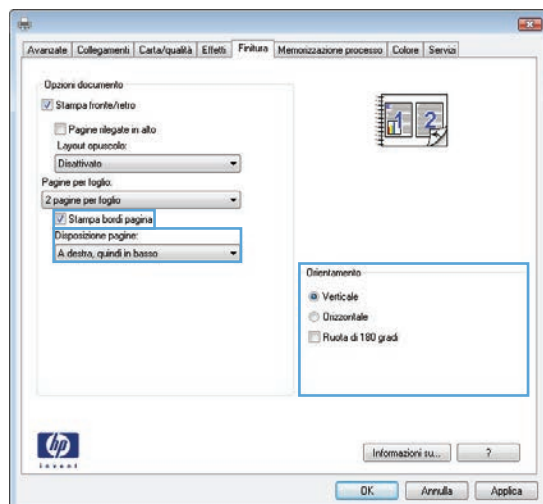 Avanzate Collegamenti Carta/qualità Effetti Finitura Memorizzazione processo Colore Servizi
Opzioni documento
Stampa fronte/retro
Pagine rilegate in alto
Layout opuscolo:
Disattivato
Pagine per foglio:
2 pagine per foglio
Stampa bordi pagina
Disposizione pagine:
A destra, quindi in basso
1 2
Orientamento
Verticale
Orizzontale
Ruota di 180 gradi
hp
invent
Informazioni su... ?
OK Annulla Applica